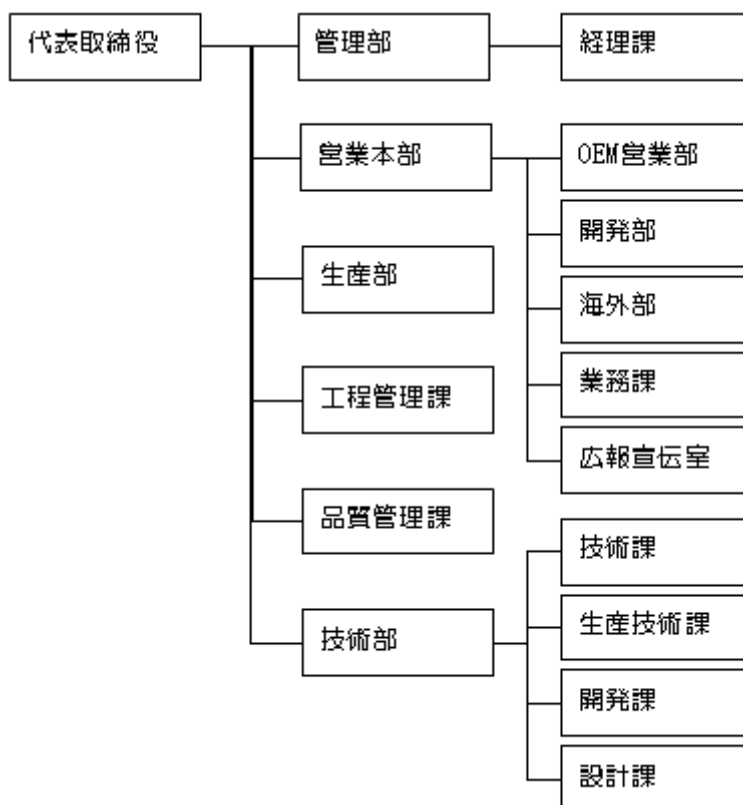 代表取締役
管理部
経理課
営業本部
OEM営業部
開発部
海外部
業務課
広報宣伝室
生産部
工程管理課
品質管理課
技術部
技術課
生産技術課
開発課
設計課